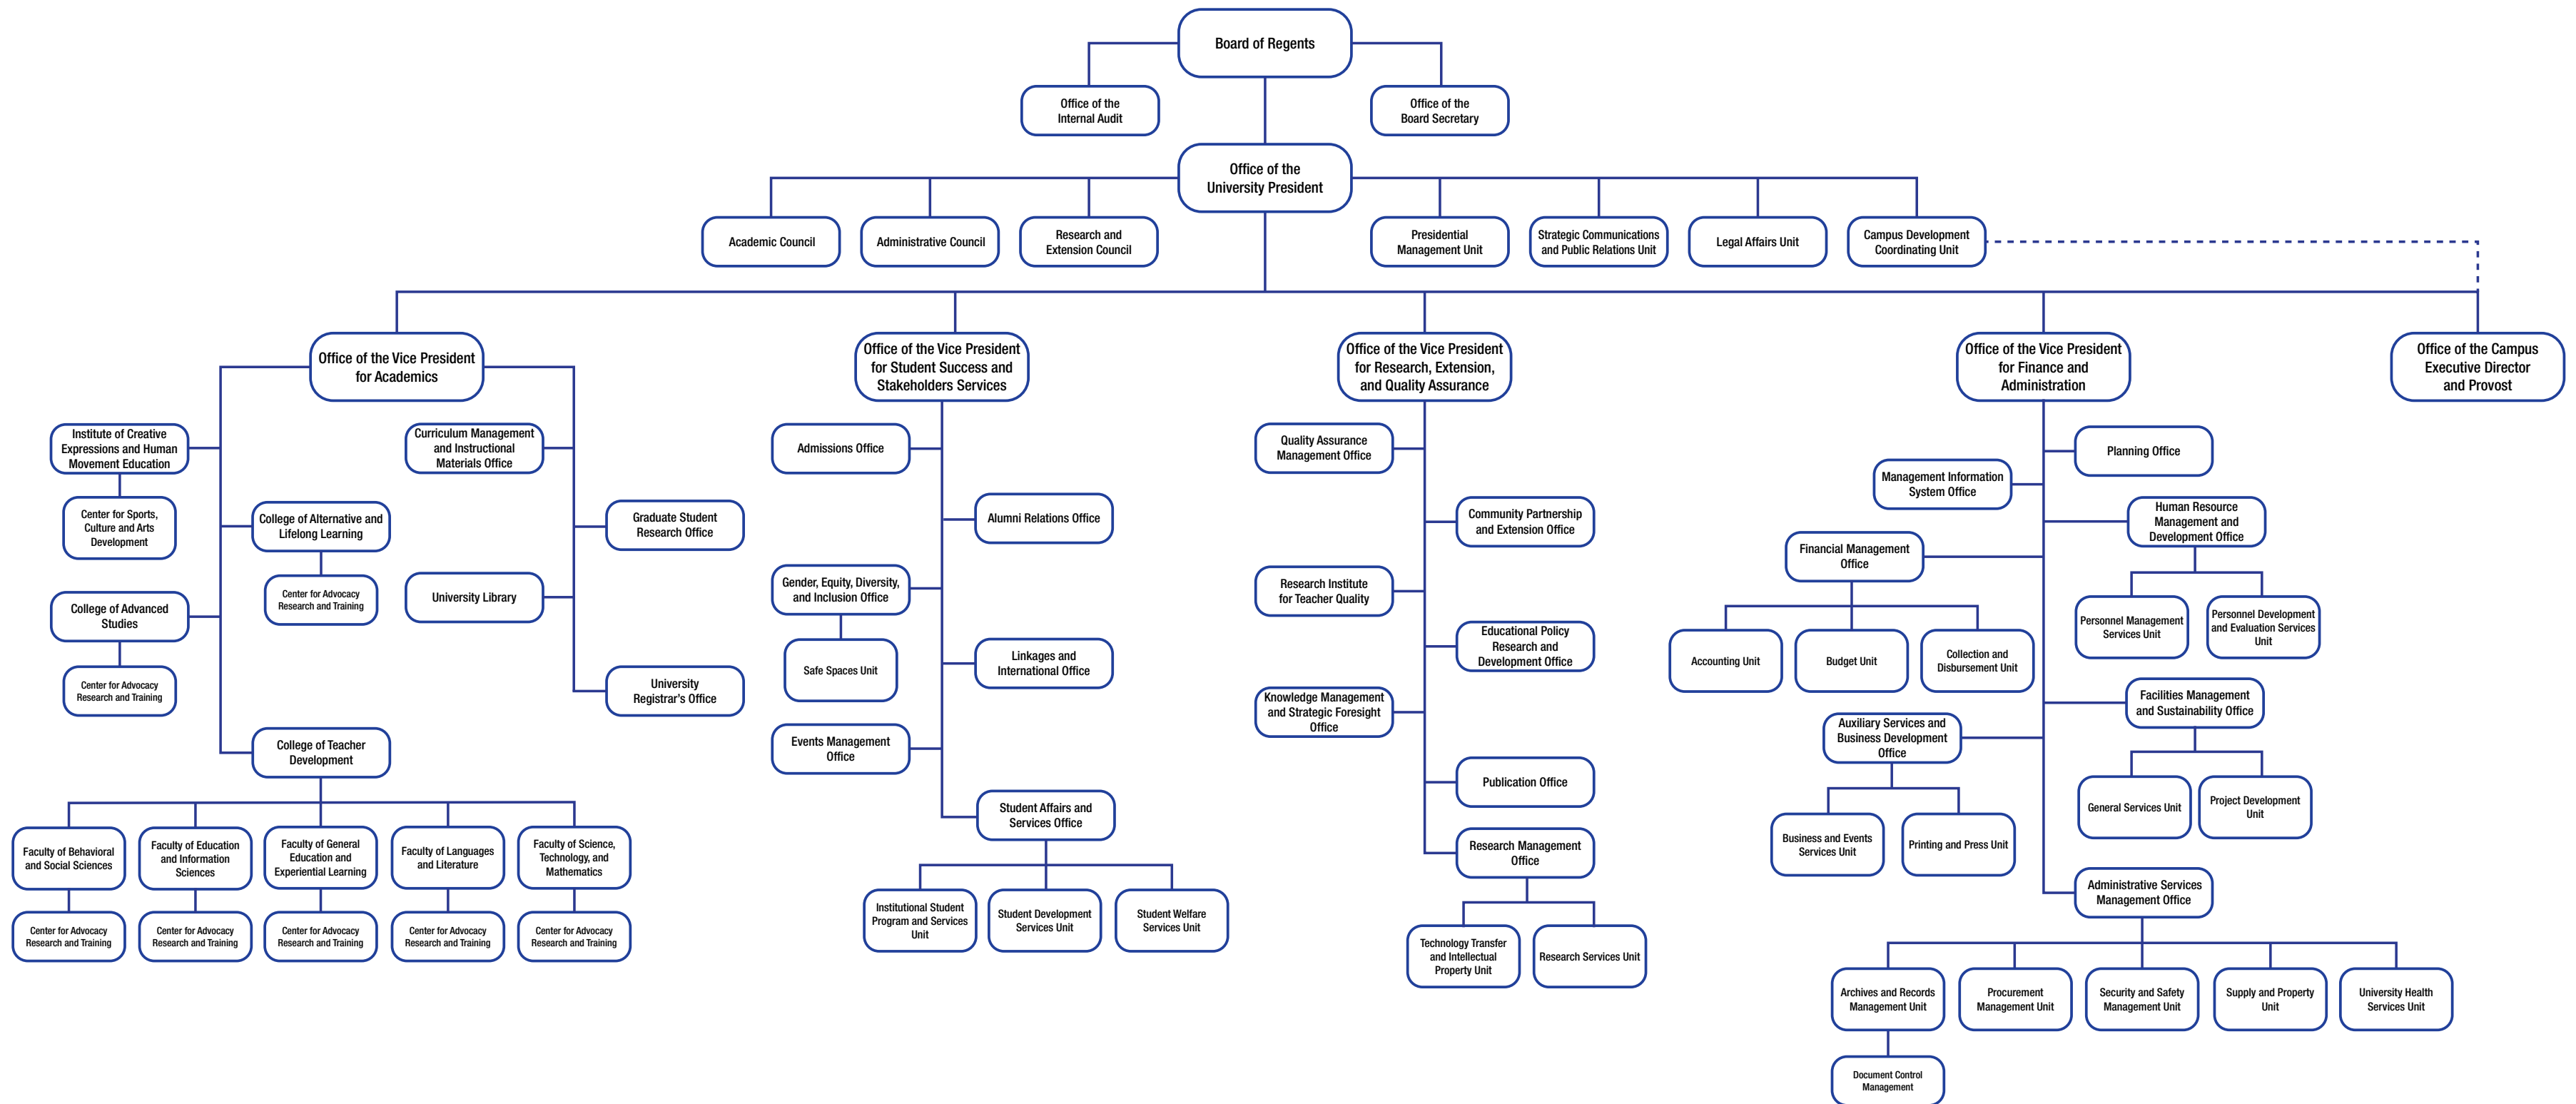 Board of Regents
Office of the
Internal Audit
Office of the
Board Secretary
Office of the
University President
Academic Council
Administrative Council
Research and
Extension Council
Presidential
Management Unit
Strategic Communications
and Public Relations Unit
Legal Affairs Unit
Campus Development
Coordinating Unit
Office of the Vice President
for Academics
Office of the Vice President
for Student Success and
Stakeholders Services
Office of the Vice President
for Research, Extension,
and Quality Assurance
Office of the Vice President
for Finance and
Administration
Office of the Campus
Executive Director
and Provost
Institute of Creative
Expressions and Human
Movement Education
Center for Sports,
Culture and Arts
Development
College of Alternative and
Lifelong Learning
Center for Advocacy
Research and Training
College of Advanced
Studies
Center for Advocacy
Research and Training
College of Teacher
Development
Faculty of Behavioral
and Social Sciences
Faculty of Education
and Information
Sciences
Faculty of General
Education and
Experiential Learning
Faculty of Languages
and Literature
Faculty of Science,
Technology, and
Mathematics
Center for Advocacy
Research and Training
Center for Advocacy
Research and Training
Center for Advocacy
Research and Training
Center for Advocacy
Research and Training
Center for Advocacy
Research and Training
Curriculum Management
and Instructional
Materials Office
Graduate Student
Research Office
University Library
University
Registrar's Office
Admissions Office
Alumni Relations Office
Gender, Equity, Diversity,
and Inclusion Office
Safe Spaces Unit
Linkages and
International Office
Events Management
Office
Student Affairs and
Services Office
Institutional Student
Program and Services
Unit
Student Development
Services Unit
Student Welfare
Services Unit
Quality Assurance
Management Office
Community Partnership
and Extension Office
Research Institute
for Teacher Quality
Educational Policy
Research and
Development Office
Knowledge Management
and Strategic Foresight
Office
Publication Office
Research Management
Office
Technology Transfer
and Intellectual
Property Unit
Research Services Unit
Planning Office
Management Information
System Office
Human Resource
Management and
Development Office
Personnel Management
Services Unit
Personnel Development
and Evaluation Services
Unit
Financial Management
Office
Accounting Unit
Budget Unit
Collection and
Disbursement Unit
Facilities Management
and Sustainability Office
General Services Unit
Project Development
Unit
Auxiliary Services and
Business Development
Office
Business and Events
Services Unit
Printing and Press Unit
Administrative Services
Management Office
Archives and Records
Management Unit
Procurement
Management Unit
Security and Safety
Management Unit
Supply and Property
Unit
University Health
Services Unit
Document Control
Management